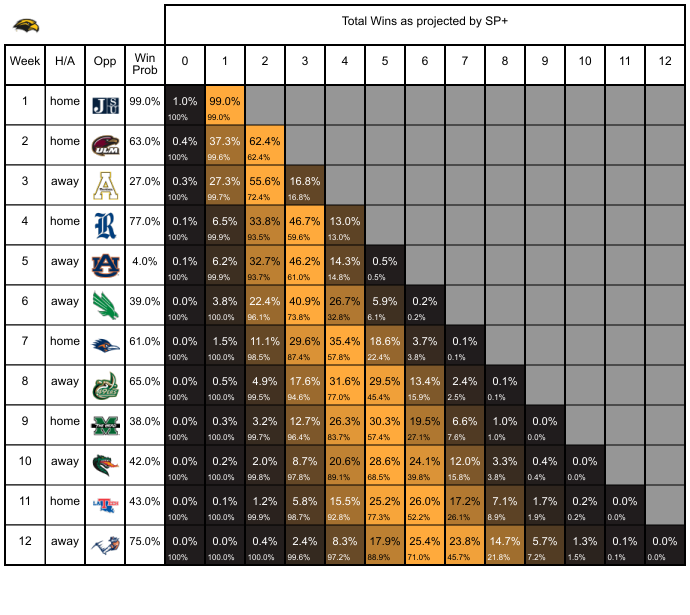 Total Wins as projected by SP+
Week H/A Opp Win Prob 0 1 2 3 4 5 6 7 8 9 10 11 12
1 home JSU 99.0% 1.0% 99.0%
100% 99.0%
2 home ULM 63.0% 0.4% 37.3% 62.4%
100% 99.6% 62.4%
3 away A 27.0% 0.3% 27.3% 55.6% 16.8%
100% 99.7% 72.4% 16.8%
4 home R 77.0% 0.1% 6.5% 33.8% 46.7% 13.0%
100% 99.9% 93.5% 59.6% 13.0%
5 away AU 4.0% 0.1% 6.2% 32.7% 46.2% 14.3% 0.5%
100% 99.9% 93.7% 61.0% 14.8% 0.5%
6 away 39.0% 0.0% 3.8% 22.4% 40.9% 26.7% 5.9% 0.2%
100% 100.0% 96.1% 73.8% 32.8% 6.1% 0.2%
7 home 61.0% 0.0% 1.5% 11.1% 29.6% 35.4% 18.6% 3.7% 0.1%
100% 100.0% 98.5% 87.4% 57.8% 22.4% 3.8% 0.1%
8 away 65.0% 0.0% 0.5% 4.9% 17.6% 31.6% 29.5% 13.4% 2.4% 0.1%
100% 100.0% 99.5% 94.6% 77.0% 45.4% 15.9% 2.5% 0.1%
9 home M 38.0% 0.0% 0.3% 3.2% 12.7% 26.3% 30.3% 19.5% 6.6% 1.0% 0.0%
100% 100.0% 99.7% 96.4% 83.7% 57.4% 27.1% 7.6% 1.0% 0.0%
10 away 42.0% 0.0% 0.2% 2.0% 8.7% 20.6% 28.6% 24.1% 12.0% 3.3% 0.4% 0.0%
100% 100.0% 99.8% 97.8% 89.1% 68.5% 39.8% 15.8% 3.8% 0.4% 0.0%
11 home 43.0% 0.0% 0.1% 1.2% 5.8% 15.5% 25.2% 26.0% 17.2% 7.1% 1.7% 0.2% 0.0%
100% 100.0% 99.9% 98.7% 92.8% 77.3% 52.2% 26.1% 8.9% 1.9% 0.2% 0.0%
12 away 75.0% 0.0% 0.0% 0.4% 2.4% 8.3% 17.9% 25.4% 23.8% 14.7% 5.7% 1.3% 0.1% 0.0%
100% 100.0% 100.0% 99.6% 97.2% 88.9% 71.0% 45.7% 21.8% 7.2% 1.5% 0.1% 0.0%